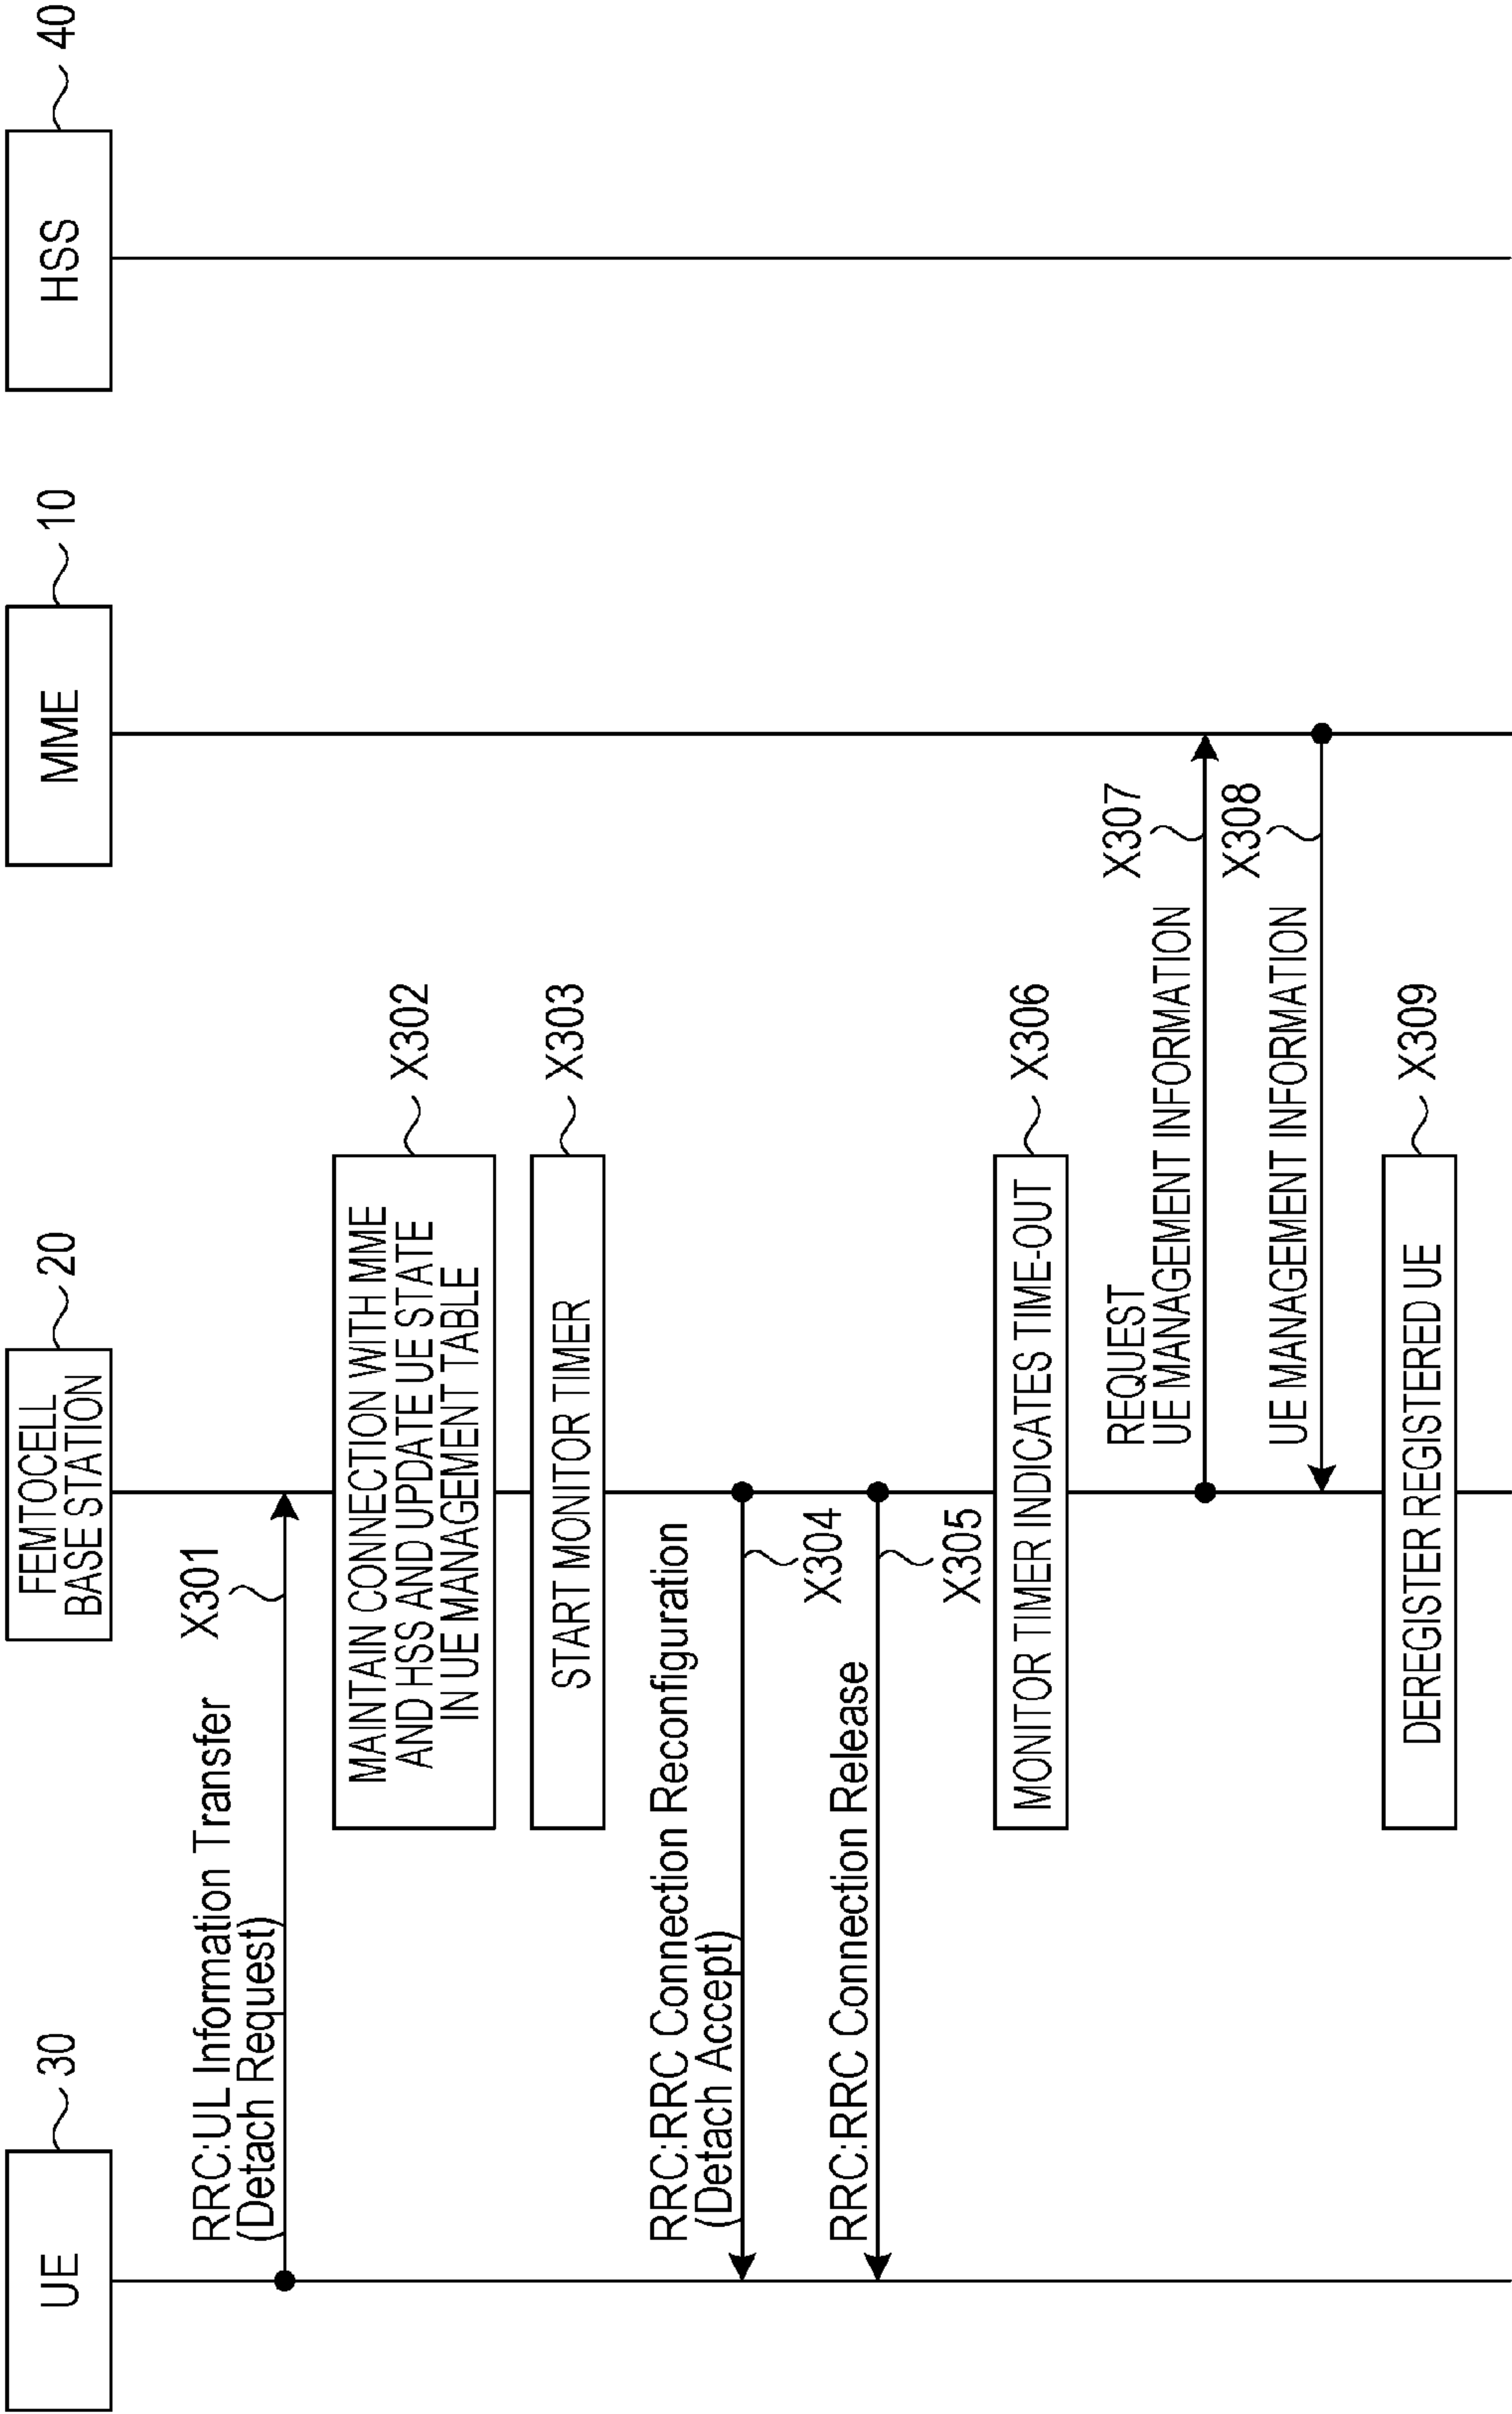 UE
30
FEMTOCELL
BASE STATION
20
MME
10
HSS
40
RRC:UL Information Transfer
(Detach Request)
X301
MAINTAIN CONNECTION WITH MME
AND HSS AND UPDATE UE STATE
IN UE MANAGEMENT TABLE
X302
START MONITOR TIMER
X303
RRC:RRC Connection Reconfiguration
(Detach Accept)
X304
RRC:RRC Connection Release
X305
MONITOR TIMER INDICATES TIME-OUT
X306
REQUEST
UE MANAGEMENT INFORMATION
X307
UE MANAGEMENT INFORMATION
X308
DEREGISTER REGISTERED UE
X309